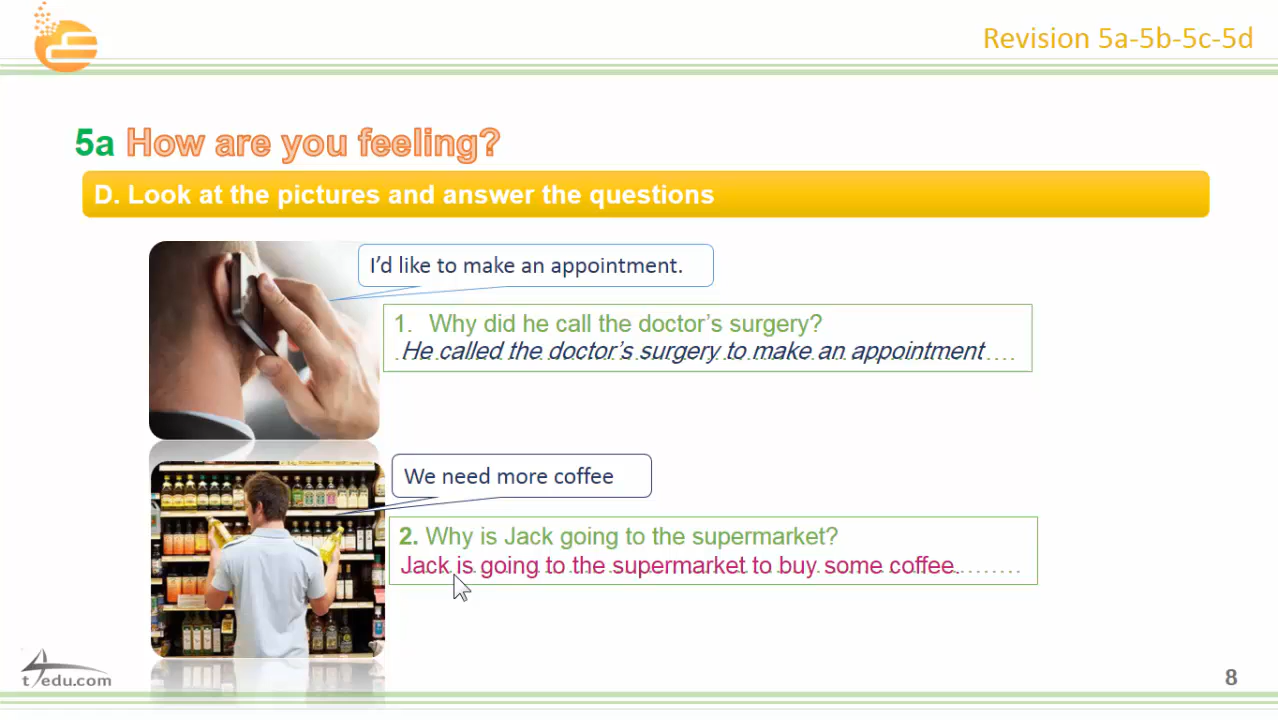 Revision 5a-5b-5c-5d
5a How are you feeling?
D. Look at the pictures and answer the questions
I'd like to make an appointment.
1. Why did he call the doctor's surgery?
He called the doctor's surgery to make an appointment
We need more coffee
2. Why is Jack going to the supermarket?
Jack is going to the supermarket to buy some coffee.
t4edu.com
8